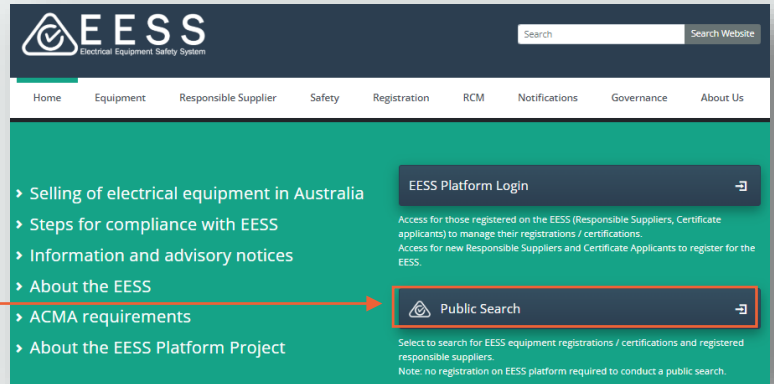 EESS
Electrical Equipment Safety System
Search
Search Website
Home
Equipment
Responsible Supplier
Safety
Registration
RCM
Notifications
Governance
About Us
Selling of electrical equipment in Australia
Steps for compliance with EESS
Information and advisory notices
About the EESS
ACMA requirements
About the EESS Platform Project
EESS Platform Login
Access for those registered on the EESS (Responsible Suppliers, Certificate
applicants) to manage their registrations / certifications.
Access for new Responsible Suppliers and Certificate Applicants to register for the
EESS.
Public Search
Select to search for EESS equipment registrations / certifications and registered
responsible suppliers.
Note: no registration on EESS platform required to conduct a public search.